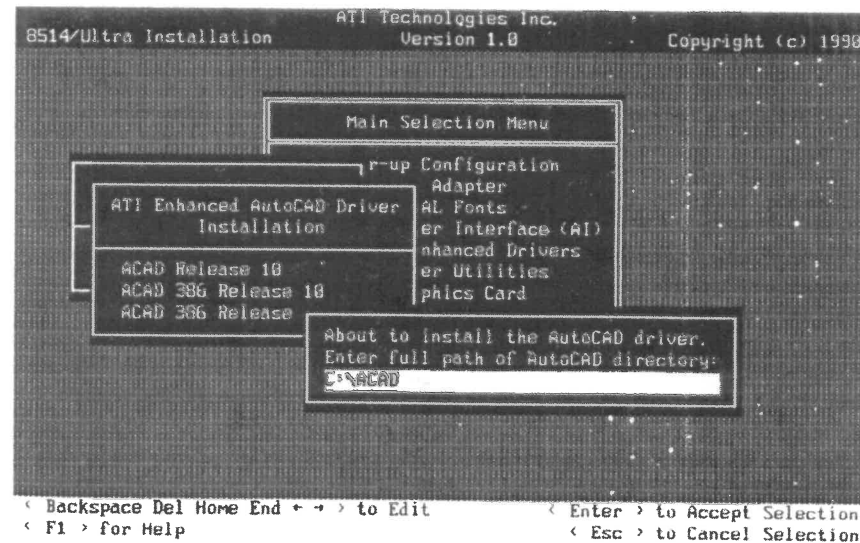 ATI Technologies Inc.
8514/Ultra Installation Version 1.0 Copyright (c) 1990
Main Selection Menu
r-up Configuration
Adapter
AL Fonts
er Interface (AI)
nhanced Drivers
er Utilities
phics Card
ATI Enhanced AutoCAD Driver
Installation
ACAD Release 10
ACAD 386 Release 10
ACAD 386 Release
About to install the AutoCAD driver.
Enter full path of AutoCAD directory:
C:\ACAD
< Backspace Del Home End ← → > to Edit < Enter > to Accept Selection
< F1 > for Help < Esc > to Cancel Selection